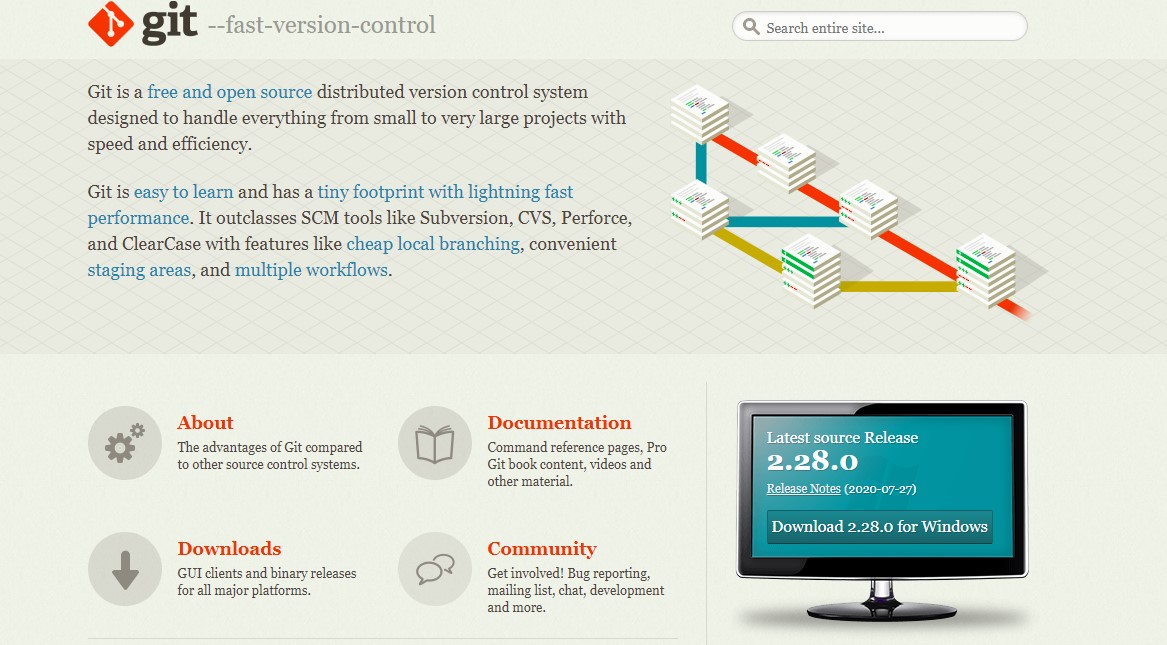 git --fast-version-control
Search entire site...
Git is a free and open source distributed version control system
designed to handle everything from small to very large projects with
speed and efficiency.
Git is easy to learn and has a tiny footprint with lightning fast
performance. It outclasses SCM tools like Subversion, CVS, Perforce,
and ClearCase with features like cheap local branching, convenient
staging areas, and multiple workflows.
About
The advantages of Git compared
to other source control systems.
Documentation
Command reference pages, Pro
Git book content, videos and
other material.
Downloads
GUI clients and binary releases
for all major platforms.
Community
Get involved! Bug reporting,
mailing list, chat, development
and more.
Latest source Release
2.28.0
Release Notes (2020-07-27)
Download 2.28.0 for Windows